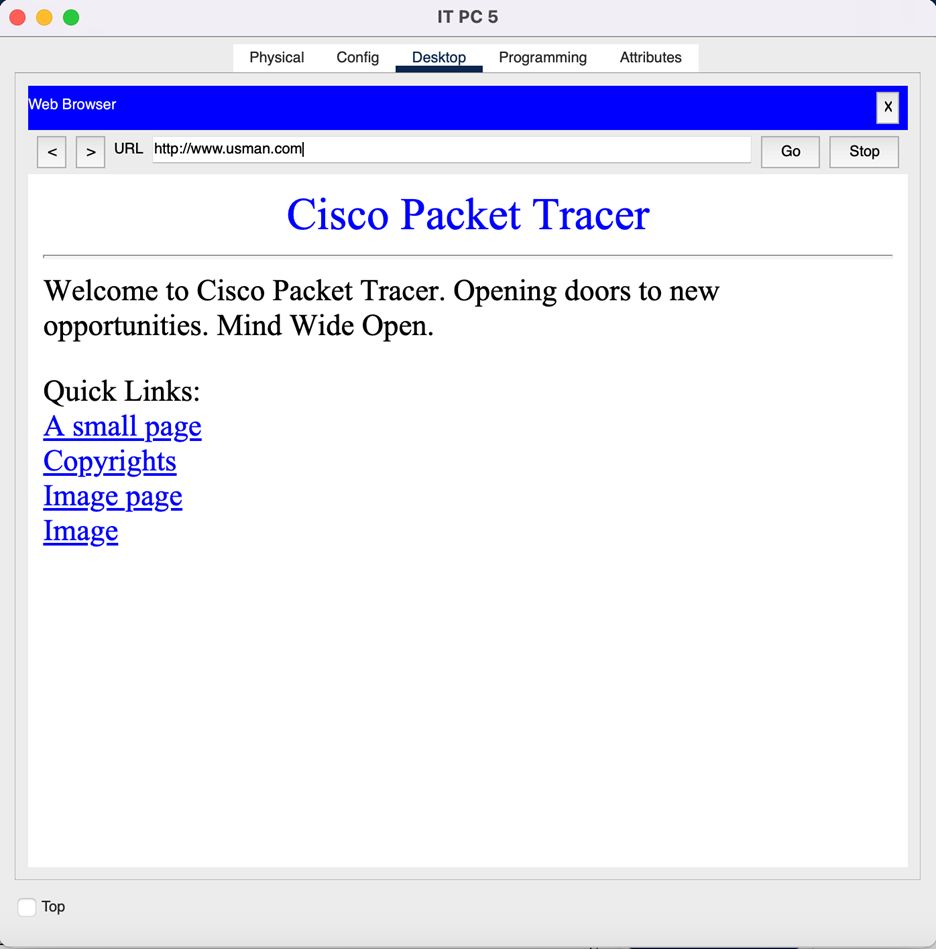 IT PC 5
Physical Config Desktop Programming Attributes
Web Browser
X
< > URL http://www.usman.com Go Stop
Cisco Packet Tracer
Welcome to Cisco Packet Tracer. Opening doors to new
opportunities. Mind Wide Open.
Quick Links:
A small page
Copyrights
Image page
Image
Top